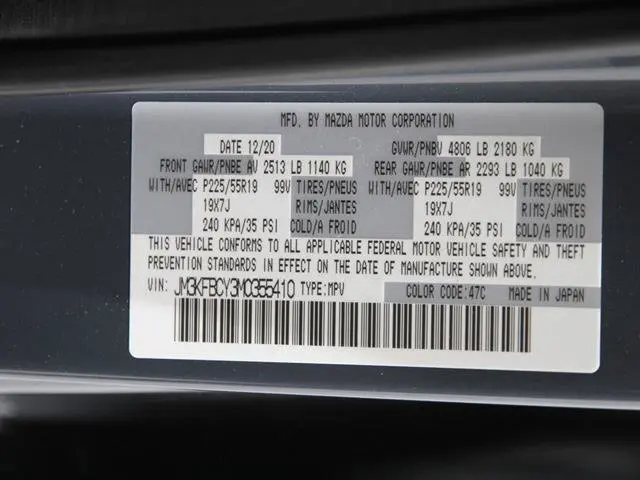 MFD. BY MAZDA MOTOR CORPORATION
DATE 12/20 GVWR/PNBV 4806 LB 2180 KG
FRONT GAWR/PNBE AV 2513 LB 1140 KG REAR GAWR/PNBE AR 2293 LB 1040 KG
WITH/AVEC P225/55R19 99V TIRES/PNEUS WITH/AVEC P225/55R19 99V TIRES/PNEUS
19X7J RIMS/JANTES 19X7J RIMS/JANTES
240 KPA/35 PSI COLD/A FROID 240 KPA/35 PSI COLD/A FROID
THIS VEHICLE CONFORMS TO ALL APPLICABLE FEDERAL MOTOR VEHICLE SAFETY AND THEFT
PREVENTION STANDARDS IN EFFECT ON THE DATE OF MANUFACTURE SHOWN ABOVE.
VIN: JM3KFBCY3M0355410 TYPE:MPV COLOR CODE:47C MADE IN JAPAN